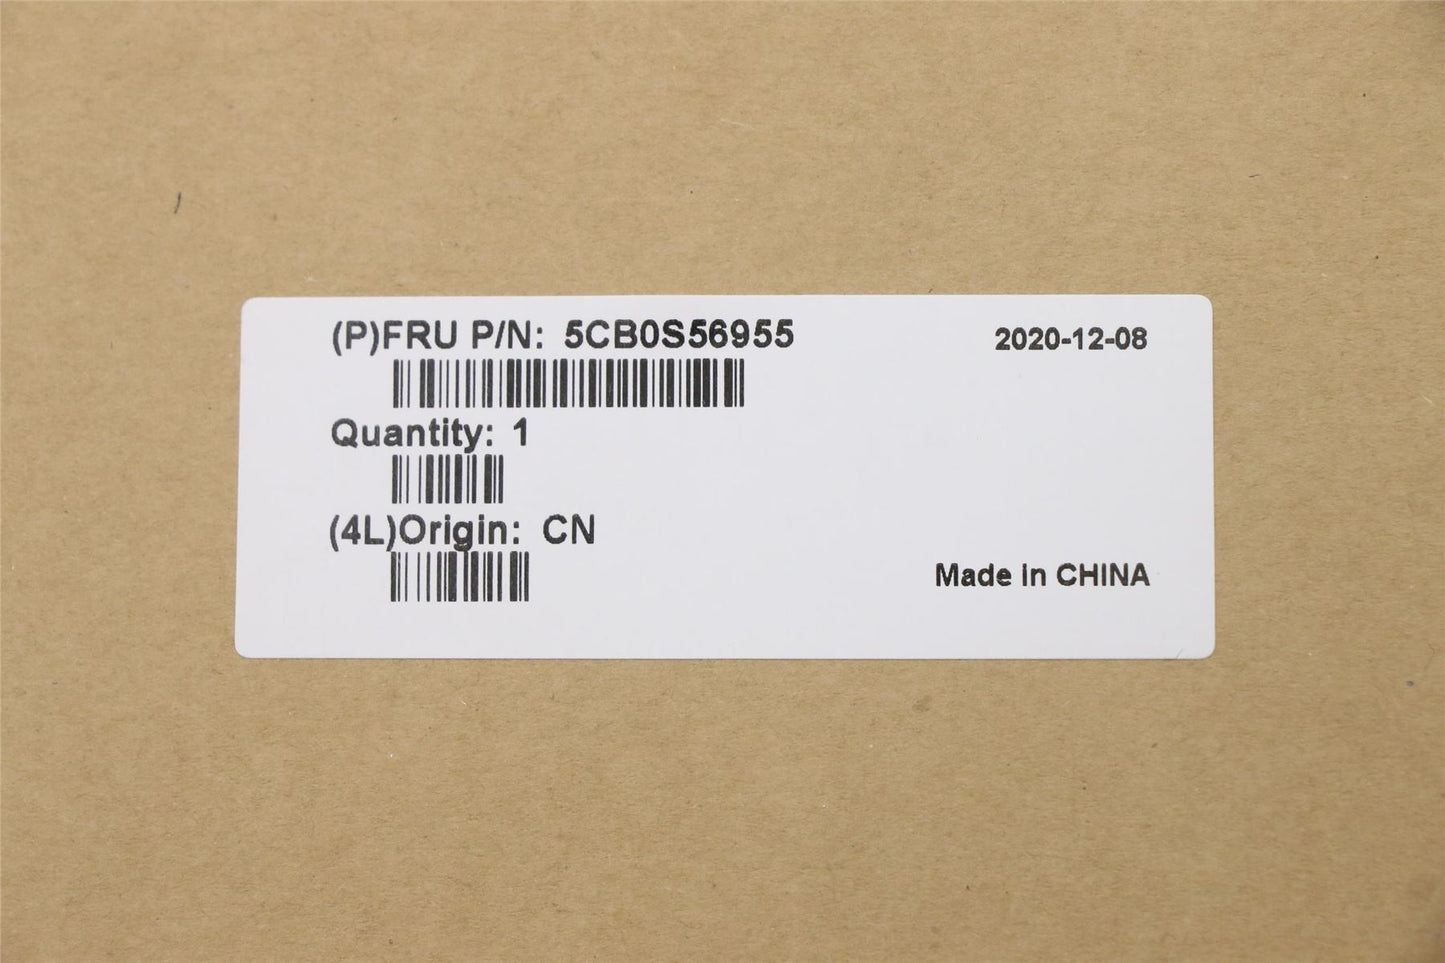 (P)FRU P/N: 5CB0S56955
2020-12-08
Quantity: 1
(4L)Origin: CN
Made in CHINA